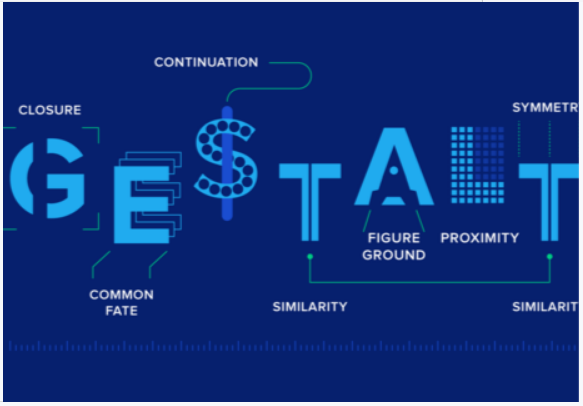 CONTINUATION
CLOSURE
SYMMETR
GESTALT
FIGURE
GROUND
PROXIMITY
COMMON
FATE
SIMILARITY
SIMILARIT